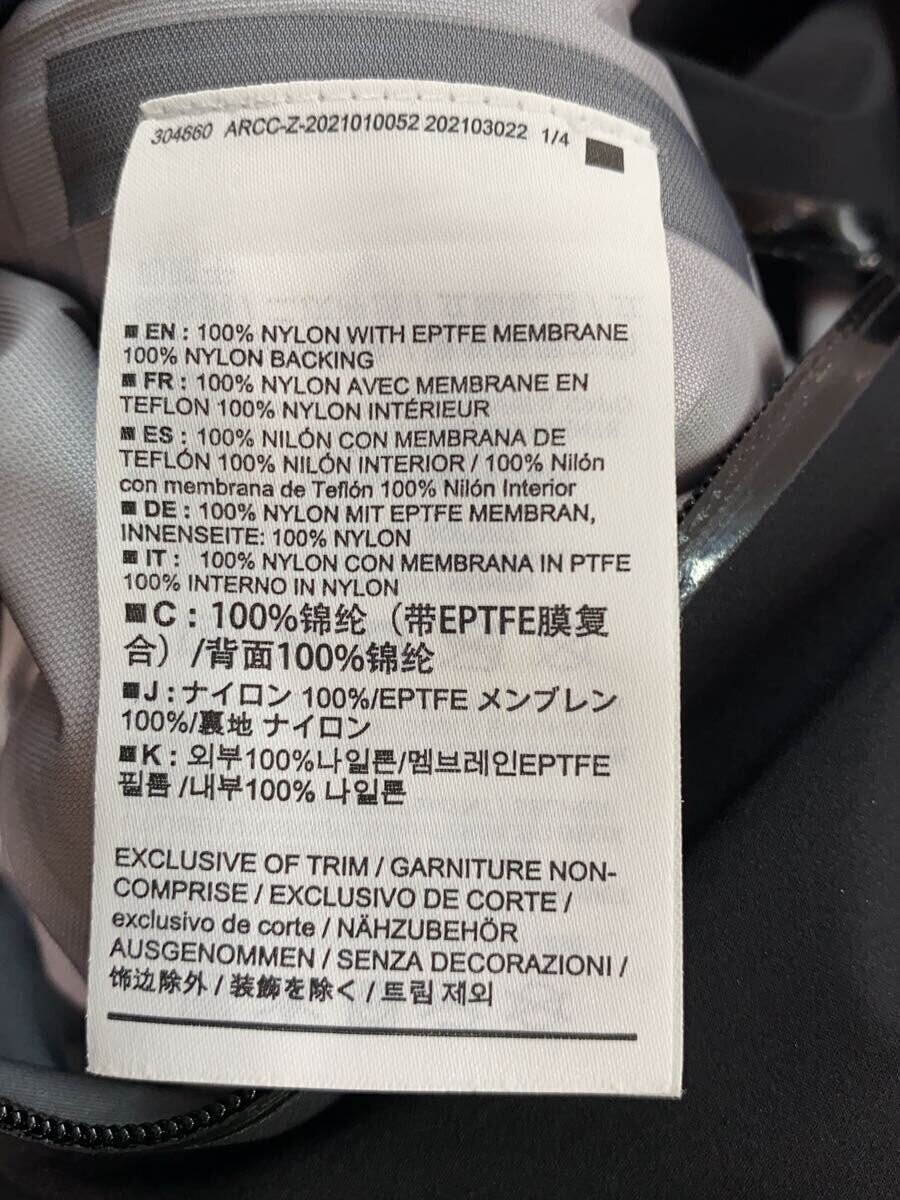 304660 ARCC-Z-2021010052 202103022 1/4
EN : 100% NYLON WITH EPTFE MEMBRANE
100% NYLON BACKING
FR : 100% NYLON AVEC MEMBRANE EN
TEFLON 100% NYLON INTÉRIEUR
ES : 100% NILÓN CON MEMBRANA DE
TEFLÓN 100% NILÓN INTERIOR / 100% Nilón
con membrana de Teflón 100% Nilón Interior
DE : 100% NYLON MIT EPTFE MEMBRAN,
INNENSEITE: 100% NYLON
IT : 100% NYLON CON MEMBRANA IN PTFE
100% INTERNO IN NYLON
C : 100%锦纶（带EPTFE膜复
合）/背面100%锦纶
J : ナイロン 100%/EPTFE メンブレン
100%/裏地 ナイロン
K : 외부100%나일론/멤브레인EPTFE
필름 /내부100% 나일론
EXCLUSIVE OF TRIM / GARNITURE NON-
COMPRISE / EXCLUSIVO DE CORTE /
exclusivo de corte / NÄHZUBEHÖR
AUSGENOMMEN / SENZA DECORAZIONI /
饰边除外 / 装飾を除く / 트림 제외